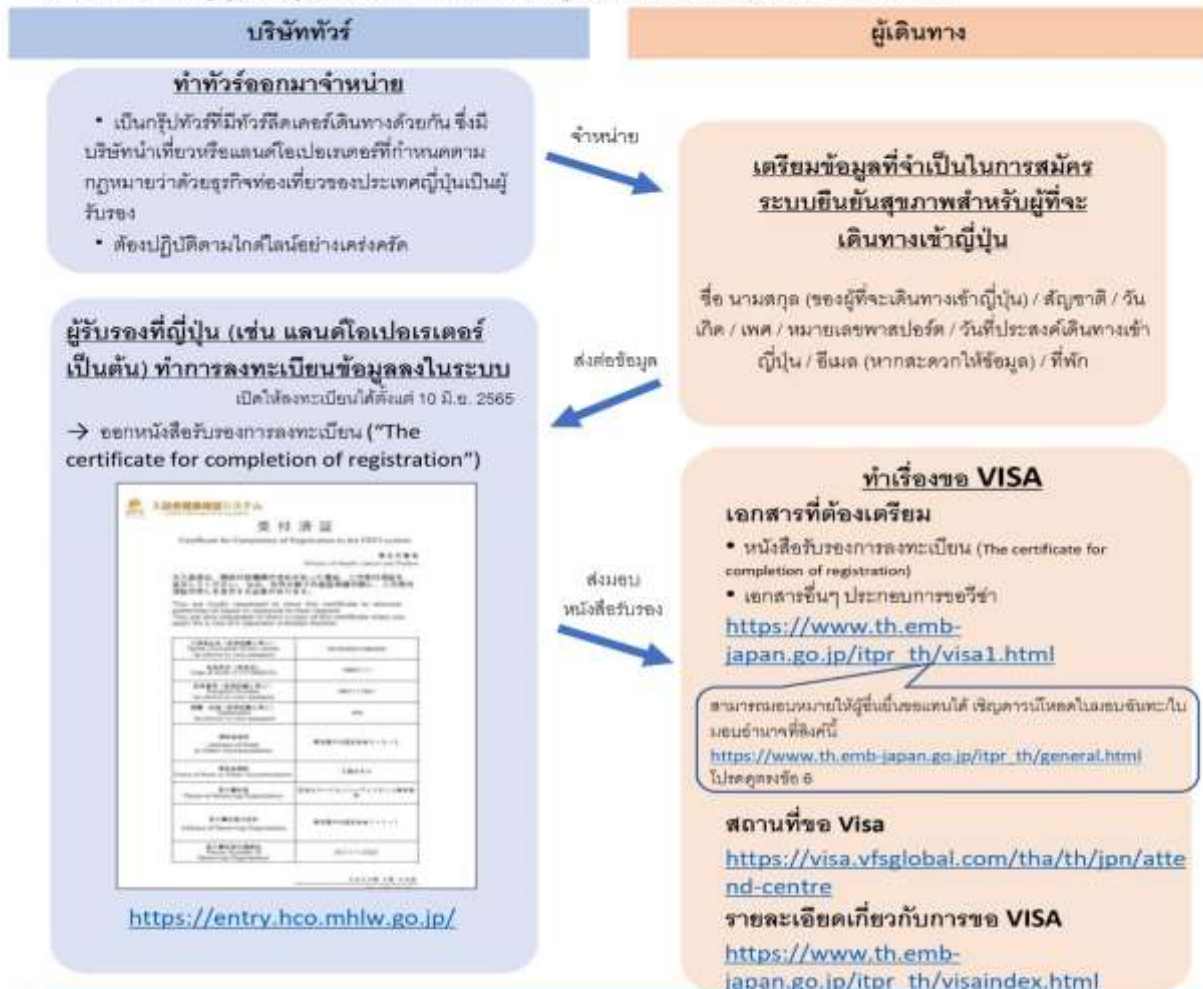 บริษัททัวร์
ผู้เดินทาง
ทำทัวร์ออกมาจำหน่าย
• เป็นกรุ๊ปทัวร์ที่มีทัวร์ลีดเดอร์เดินทางด้วยกัน ซึ่งมี
บริษัทนำเที่ยวหรือแลนด์โอเปอเรเตอร์ที่กำหนดตาม
กฎหมายว่าด้วยธุรกิจท่องเที่ยวของประเทศญี่ปุ่นเป็นผู้
รับรอง
• ต้องปฏิบัติตามไกด์ไลน์อย่างเคร่งครัด
จำหน่าย
เตรียมข้อมูลที่จำเป็นในการสมัคร
ระบบยืนยันสุขภาพสำหรับผู้ที่จะ
เดินทางเข้าญี่ปุ่น
ชื่อ นามสกุล (ของผู้ที่จะเดินทางเข้าญี่ปุ่น) / สัญชาติ / วัน
เกิด / เพศ / หมายเลขพาสปอร์ต / วันที่ประสงค์เดินทางเข้า
ญี่ปุ่น / อีเมล (หากสะดวกให้ข้อมูล) / ที่พัก
ส่งต่อข้อมูล
ผู้รับรองที่ญี่ปุ่น (เช่น แลนด์โอเปอเรเตอร์
เป็นต้น) ทำการลงทะเบียนข้อมูลลงในระบบ
เปิดให้ลงทะเบียนได้ตั้งแต่ 10 มิ.ย. 2565
→ ออกหนังสือรับรองการลงทะเบียน ("The
certificate for completion of registration")
受付済証
Certificate for Completion of Registration to the ERFS system
https://entry.hco.mhlw.go.jp/
ส่งมอบ
หนังสือรับรอง
ทำเรื่องขอ VISA
เอกสารที่ต้องเตรียม
• หนังสือรับรองการลงทะเบียน (The certificate for
completion of registration)
• เอกสารอื่นๆ ประกอบการขอวีซ่า
https://www.th.emb-
japan.go.jp/itpr_th/visa1.html
สามารถมอบหมายให้ผู้อื่นยื่นขอแทนได้ เชิญดาวน์โหลดใบมอบฉันทะ/ใบ
มอบอำนาจที่ลิงค์นี้
https://www.th.emb-japan.go.jp/itpr_th/general.html
โปรดดูตรงข้อ 6
สถานที่ขอ Visa
https://visa.vfsglobal.com/tha/th/jpn/atte
nd-centre
รายละเอียดเกี่ยวกับการขอ VISA
https://www.th.emb-
japan.go.jp/itpr_th/visaindex.html